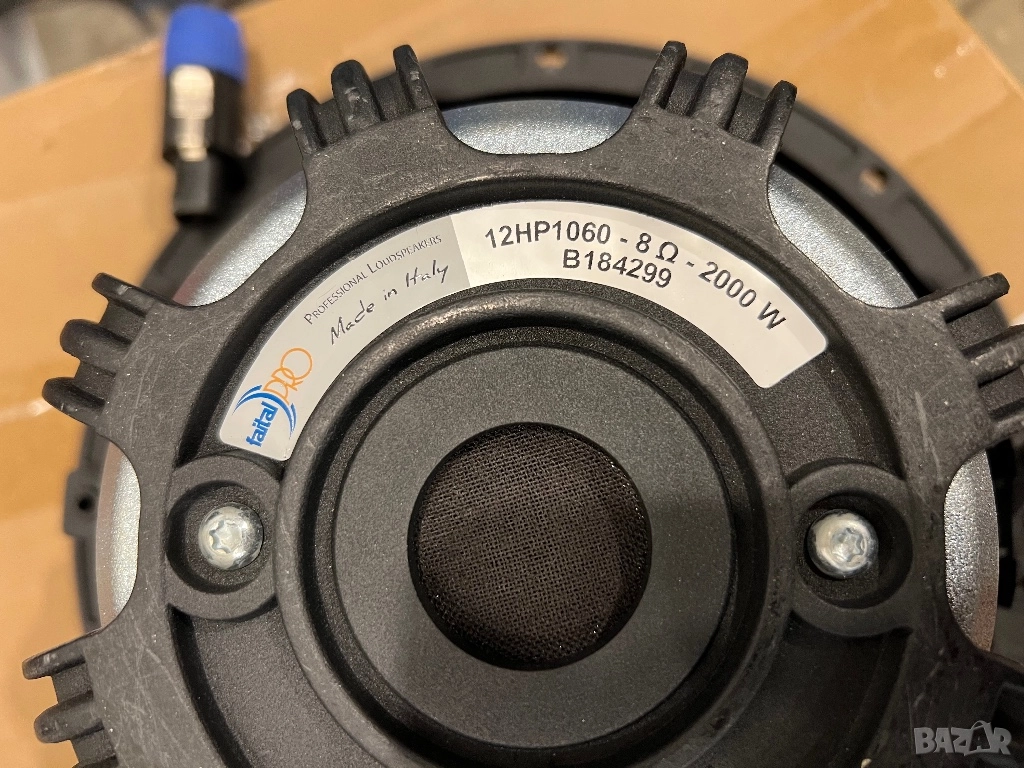 faital PRO
PROFESSIONAL LOUDSPEAKERS
Made in Italy
12HP1060 - 8 Ω - 2000 W
B184299
BAZAR